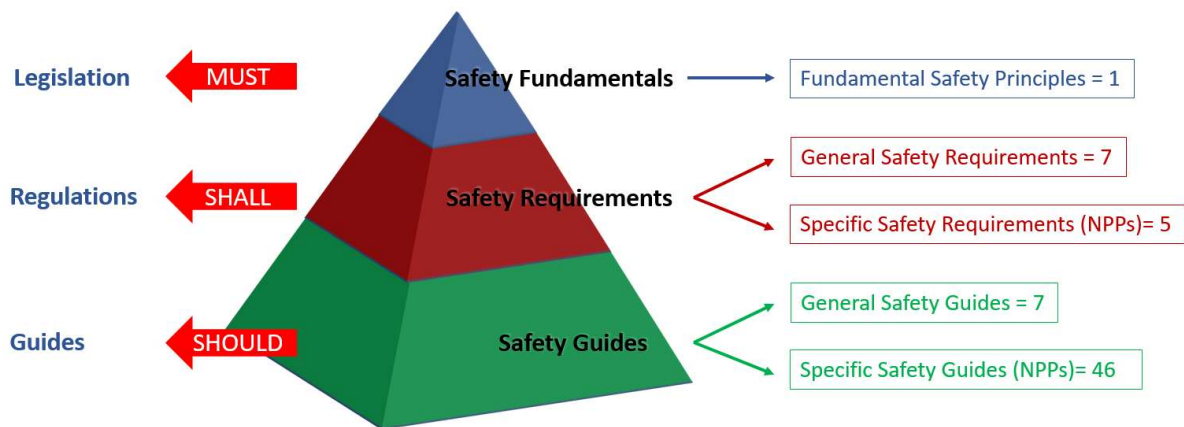 Legislation
MUST
Safety Fundamentals
Fundamental Safety Principles = 1
General Safety Requirements = 7
Regulations
SHALL
Safety Requirements
Specific Safety Requirements (NPPs)= 5
General Safety Guides = 7
Guides
SHOULD
Safety Guides
Specific Safety Guides (NPPs)= 46